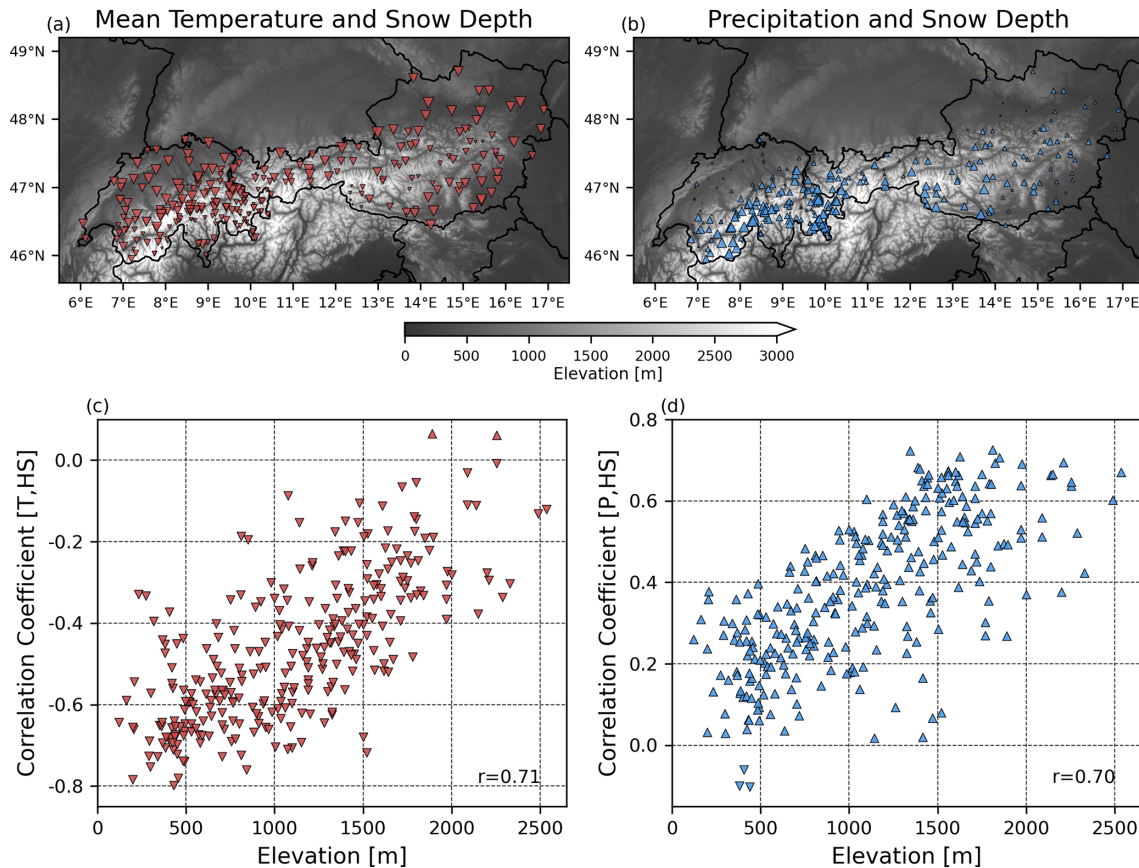 (a) Mean Temperature and Snow Depth
(b) Precipitation and Snow Depth
49°N
48°N
47°N
46°N
6°E 7°E 8°E 9°E 10°E 11°E 12°E 13°E 14°E 15°E 16°E 17°E
49°N
48°N
47°N
46°N
6°E 7°E 8°E 9°E 10°E 11°E 12°E 13°E 14°E 15°E 16°E 17°E
0 500 1000 1500 2000 2500 3000
Elevation [m]
(c)
Correlation Coefficient [T,HS]
0.0
-0.2
-0.4
-0.6
-0.8
r=0.71
0 500 1000 1500 2000 2500
Elevation [m]
(d)
Correlation Coefficient [P,HS]
0.8
0.6
0.4
0.2
0.0
r=0.70
0 500 1000 1500 2000 2500
Elevation [m]